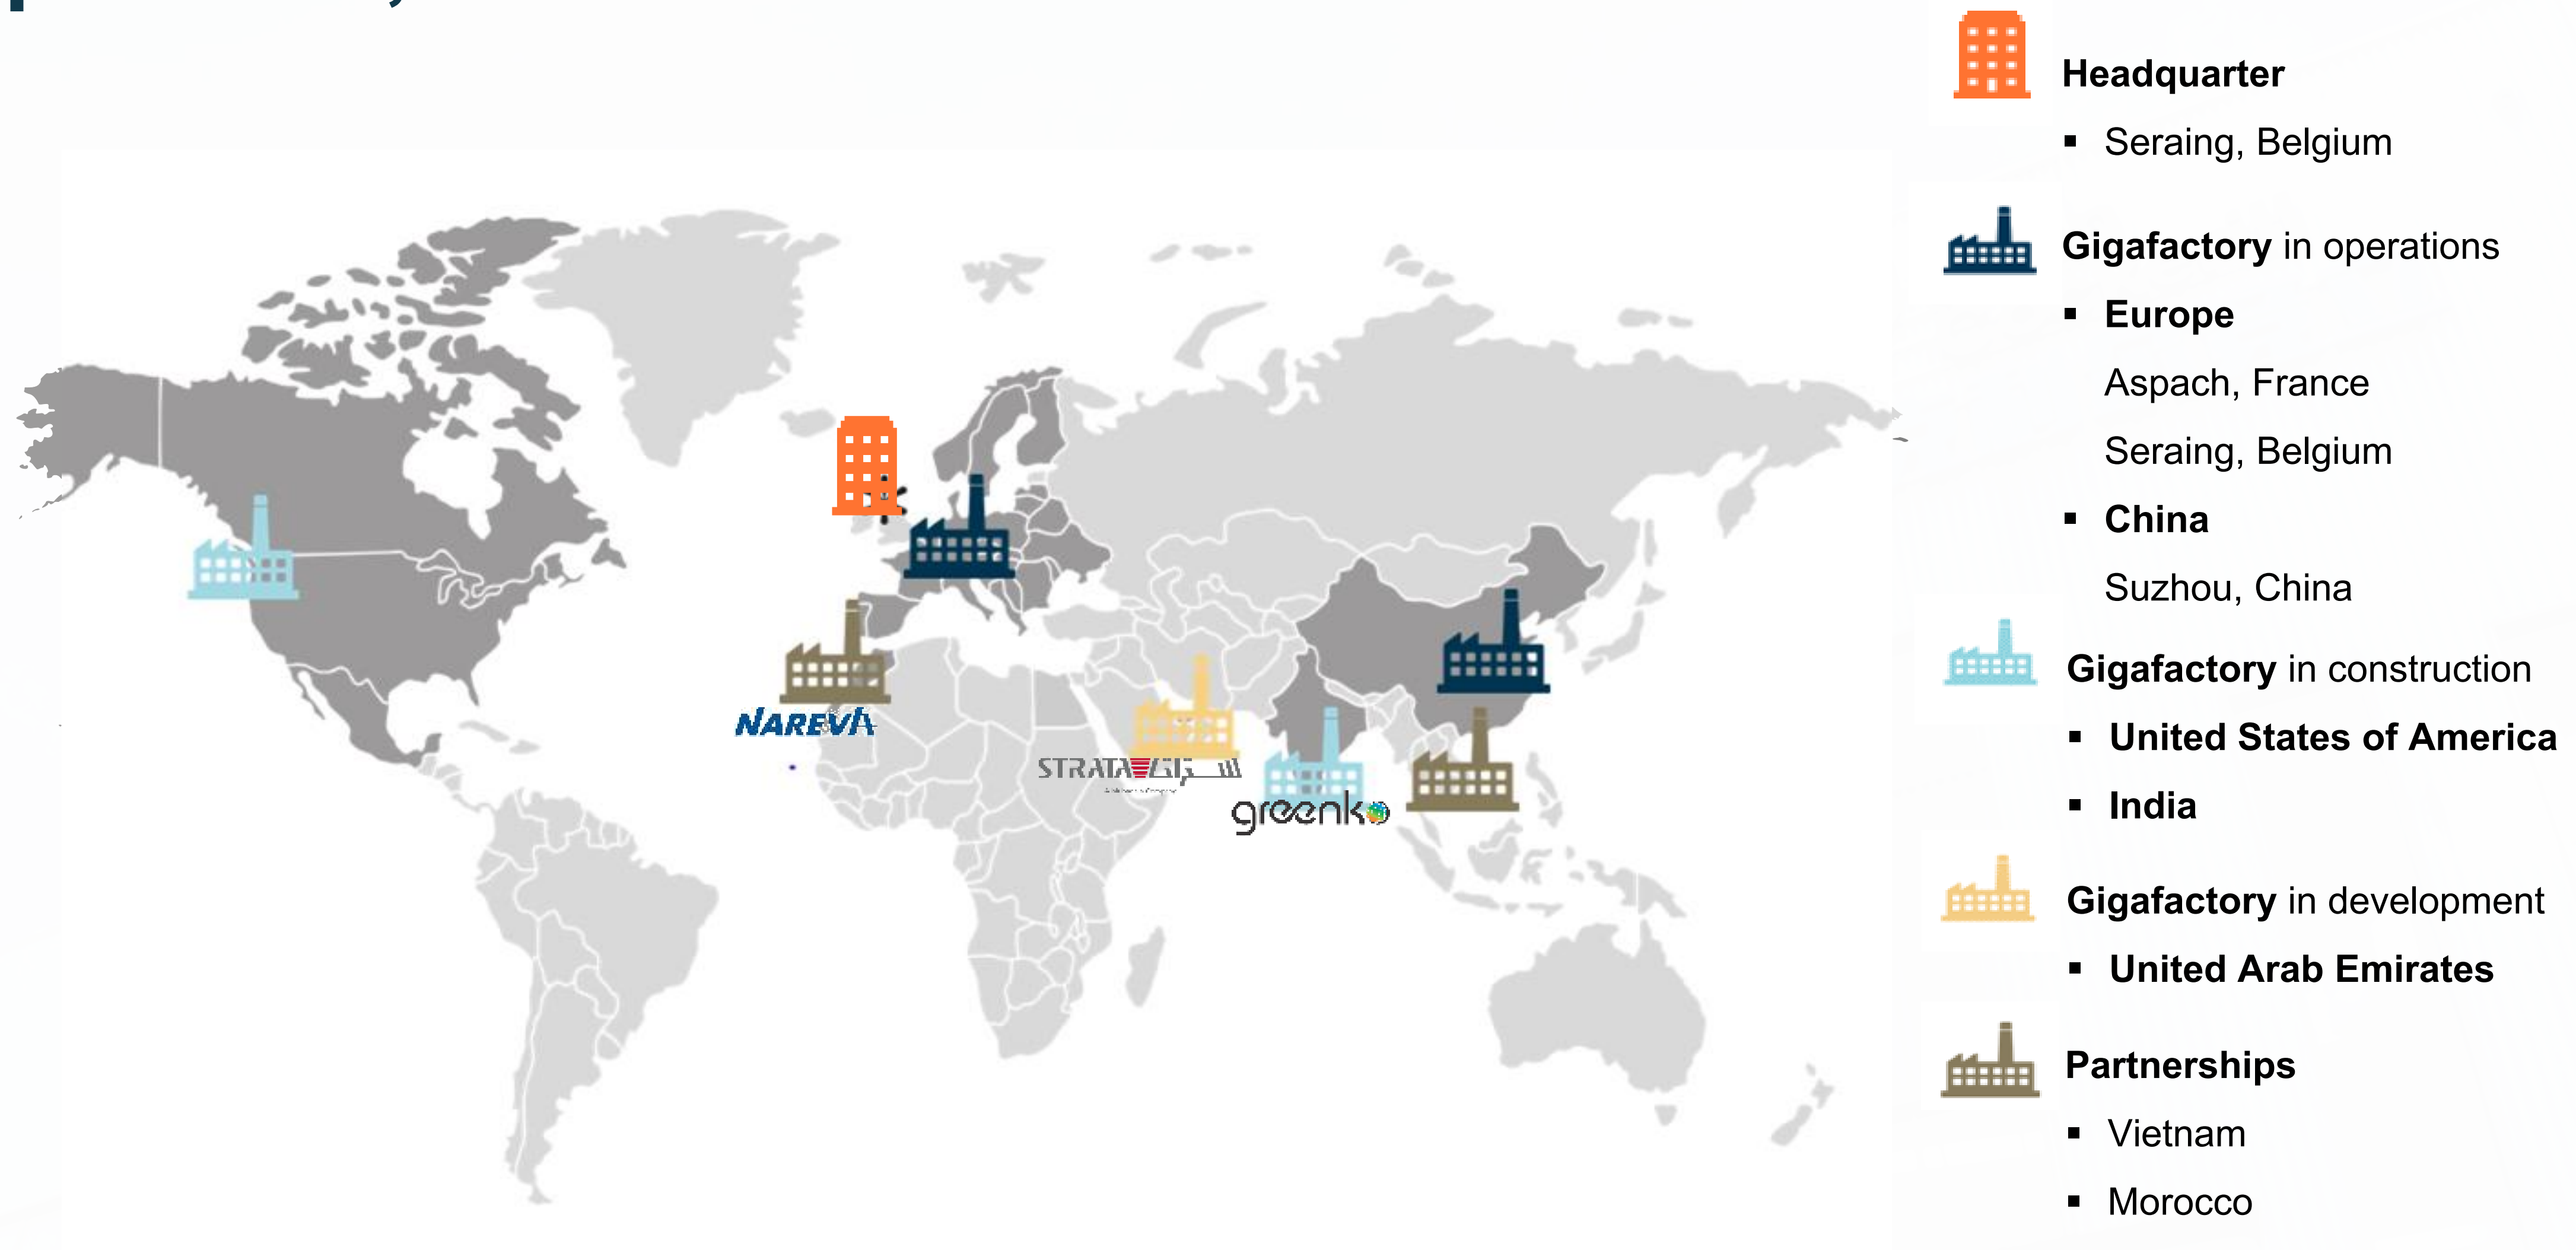 Headquarter
▪ Seraing, Belgium
Gigafactory in operations
▪ Europe
Aspach, France
Seraing, Belgium
▪ China
Suzhou, China
Gigafactory in construction
▪ United States of America
▪ India
Gigafactory in development
▪ United Arab Emirates
Partnerships
▪ Vietnam
▪ Morocco
NAREVA
STRATA
greenko